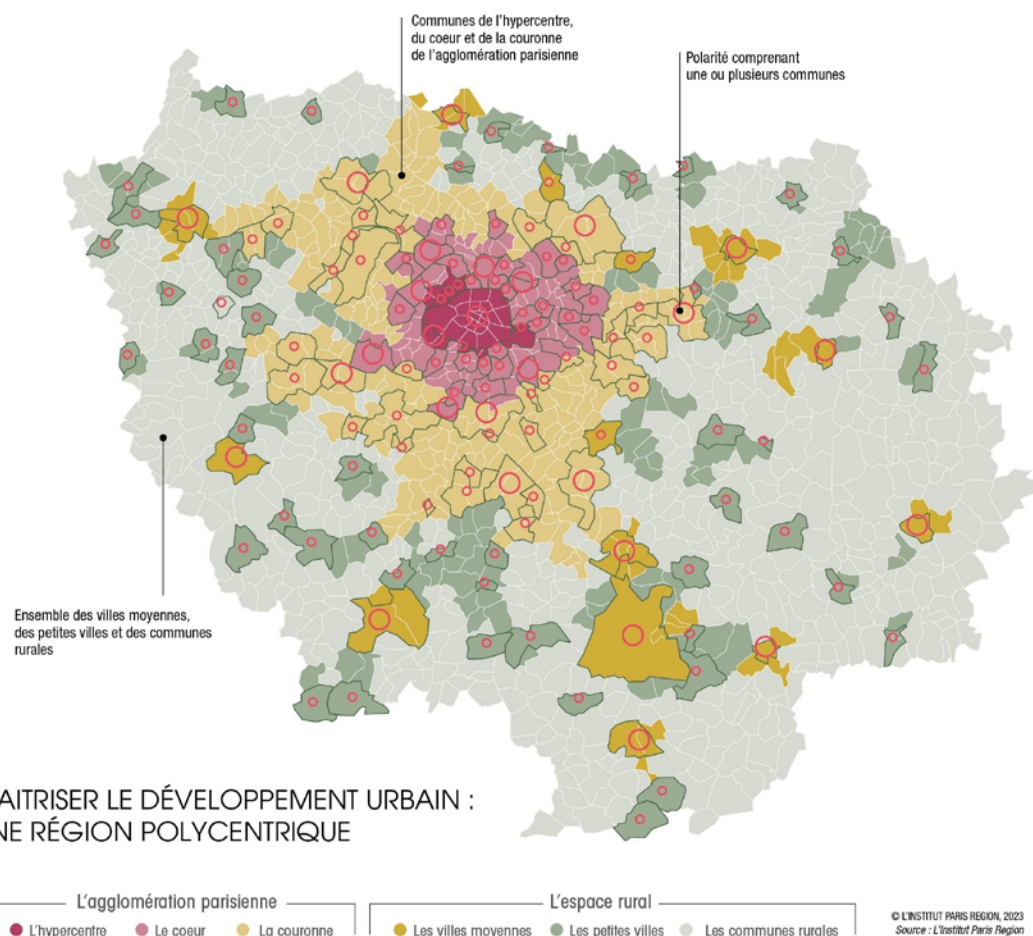 Communes de l'hypercentre,
du coeur et de la couronne
de l'agglomération parisienne
Polarité comprenant
une ou plusieurs communes
Ensemble des villes moyennes,
des petites villes et des communes
rurales
AITRISER LE DÉVELOPPEMENT URBAIN :
NE RÉGION POLYCENTRIQUE
L'agglomération parisienne
L'hypercentre
Le coeur
La couronne
L'espace rural
Les villes moyennes
Les petites villes
Les communes rurales
© L'INSTITUT PARIS REGION, 2023
Source : L'Institut Paris Region